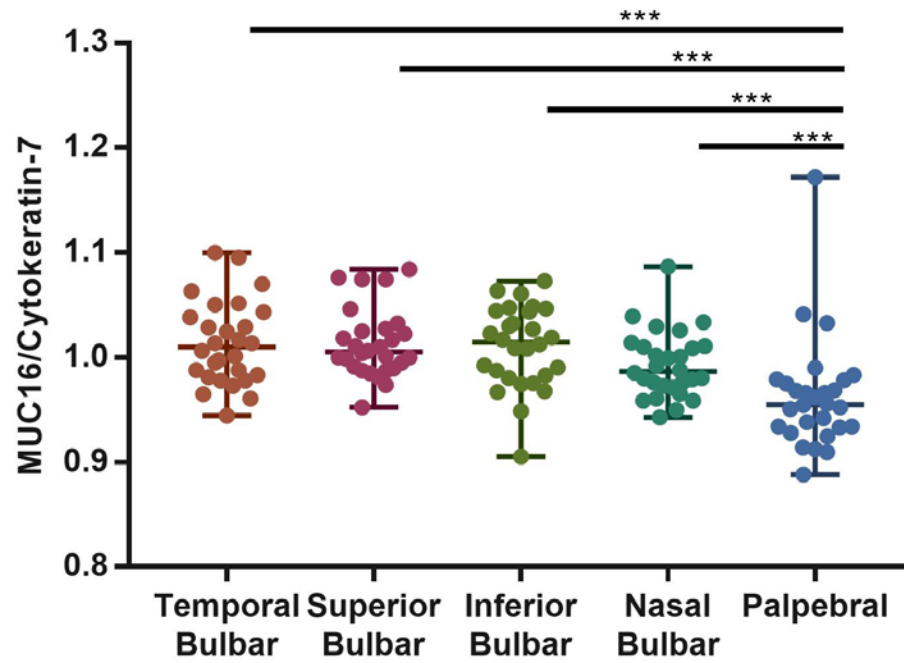 ***
1.3
***
***
1.2
***
1.1
1.0
0.9
0.8
MUC16/Cytokeratin-7
Temporal Bulbar
Superior Bulbar
Inferior Bulbar
Nasal Bulbar
Palpebral